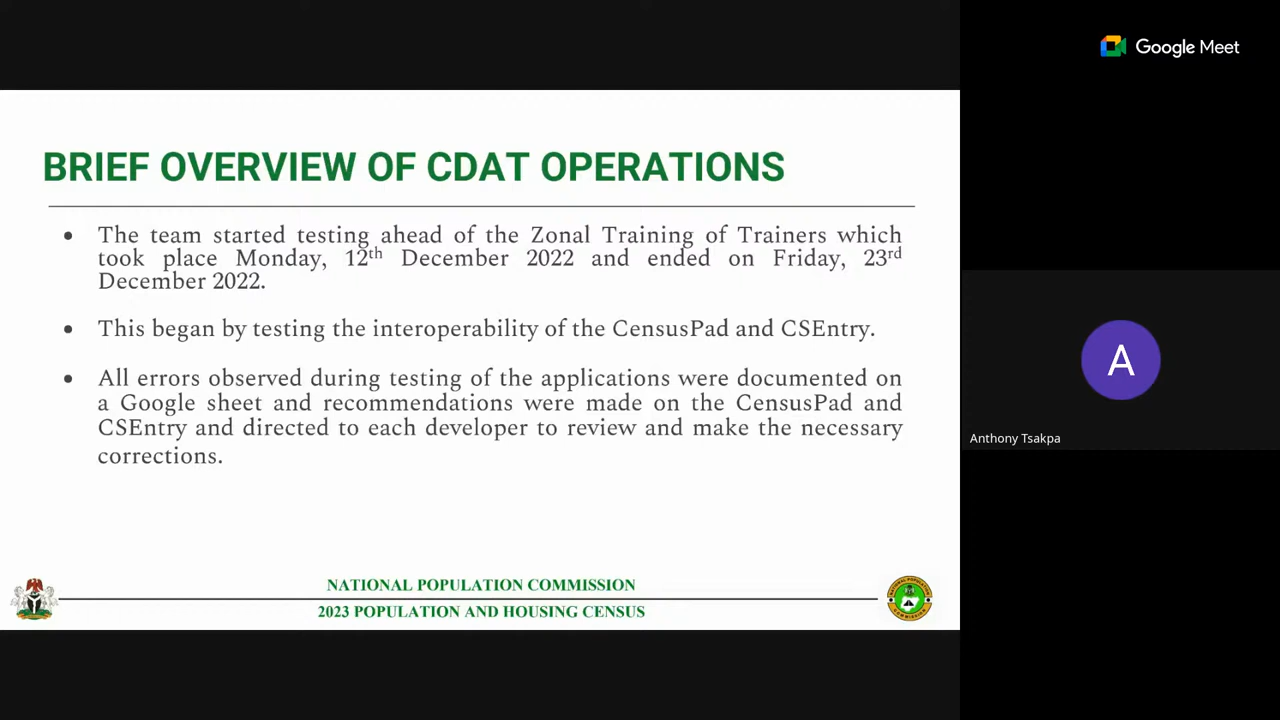 Google Meet
BRIEF OVERVIEW OF CDAT OPERATIONS
• The team started testing ahead of the Zonal Training of Trainers which
took place Monday, 12th December 2022 and ended on Friday, 23rd
December 2022.
• This began by testing the interoperability of the CensusPad and CSEntry.
• All errors observed during testing of the applications were documented on
a Google sheet and recommendations were made on the CensusPad and
CSEntry and directed to each developer to review and make the necessary
corrections.
NATIONAL POPULATION COMMISSION
2023 POPULATION AND HOUSING CENSUS
NATIONAL POPULATION
COMMISSION
A
Anthony Tsakpa